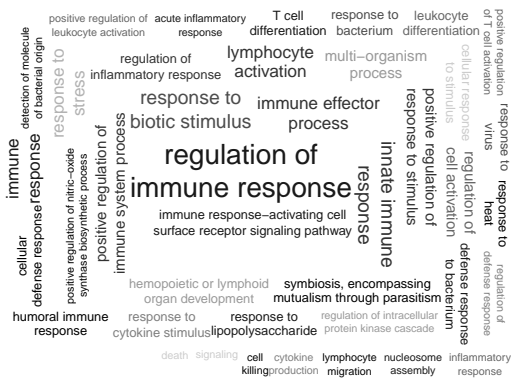 positive regulation of
leukocyte activation
acute inflammatory
response
T cell
differentiation
response to
bacterium
leukocyte
differentiation
positive regulation
of T cell activation
detection of molecule
of bacterial origin
response to
stress
regulation of
inflammatory response
lymphocyte
activation
multi−organism
process
cellular response
to stimulus
response to
virus
response to
biotic stimulus
immune effector
process
response to stimulus
positive regulation of
cell activation
regulation of
immune
response
positive regulation of nitric−oxide
synthase biosynthetic process
positive regulation of
immune system process
regulation of
immune response
immune response−activating cell
surface receptor signaling pathway
innate immune
response
response to
heat
cellular
defense response
hemopoietic or lymphoid
organ development
symbiosis, encompassing
mutualism through parasitism
defense response
to bacterium
regulation of
defense response
humoral immune
response
response to
cytokine stimulus
response to
lipopolysaccharide
regulation of intracellular
protein kinase cascade
death
signaling
cell
killing
cytokine
production
lymphocyte
migration
nucleosome
assembly
inflammatory
response